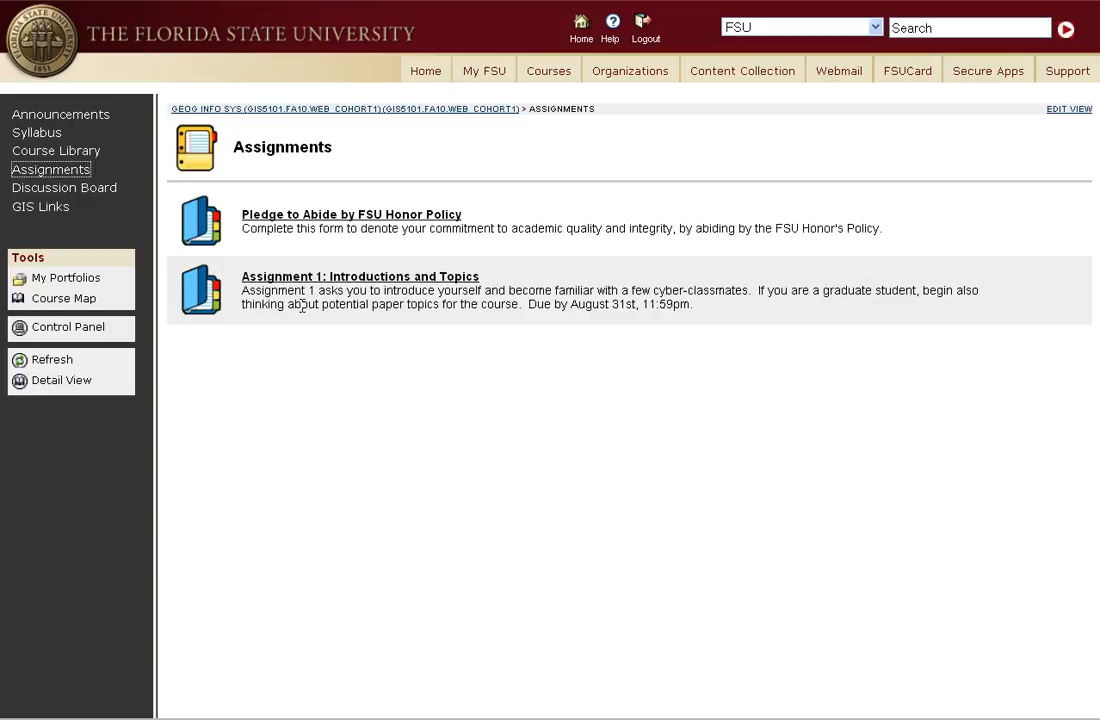 THE FLORIDA STATE UNIVERSITY
1851
Home Help Logout
FSU
Search
Home My FSU Courses Organizations Content Collection Webmail FSUCard Secure Apps Support
Announcements
Syllabus
Course Library
Assignments
Discussion Board
GIS Links
Tools
My Portfolios
Course Map
Control Panel
Refresh
Detail View
GEOG INFO SYS (GIS5101.FA10.WEB_COHORT1) (GIS5101.FA10.WEB_COHORT1) > ASSIGNMENTS
EDIT VIEW
Assignments
Pledge to Abide by FSU Honor Policy
Complete this form to denote your commitment to academic quality and integrity, by abiding by the FSU Honor's Policy.
Assignment 1: Introductions and Topics
Assignment 1 asks you to introduce yourself and become familiar with a few cyber-classmates. If you are a graduate student, begin also
thinking about potential paper topics for the course. Due by August 31st, 11:59pm.